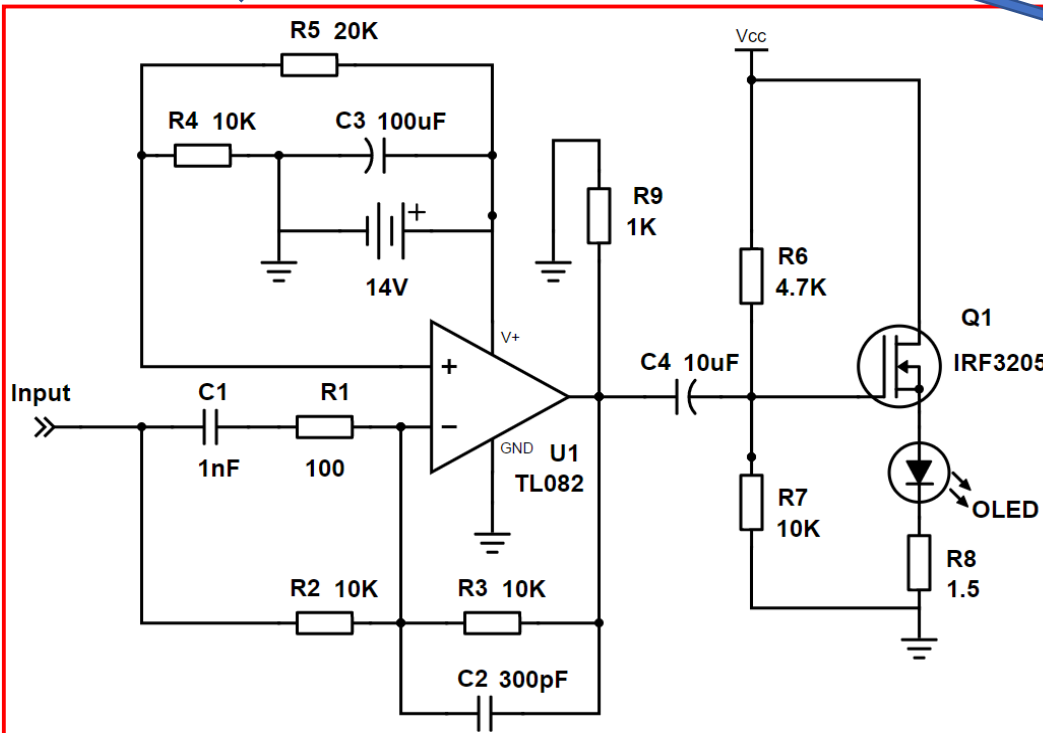 R5 20K
Vcc
R4 10K
C3 100uF
R9
1K
+
14V
R6
4.7K
Q1
IRF3205
V+
+
C4 10uF
Input
C1
R1
−
1nF
100
GND
U1
TL082
R7
10K
OLED
R2 10K
R3 10K
R8
1.5
C2 300pF